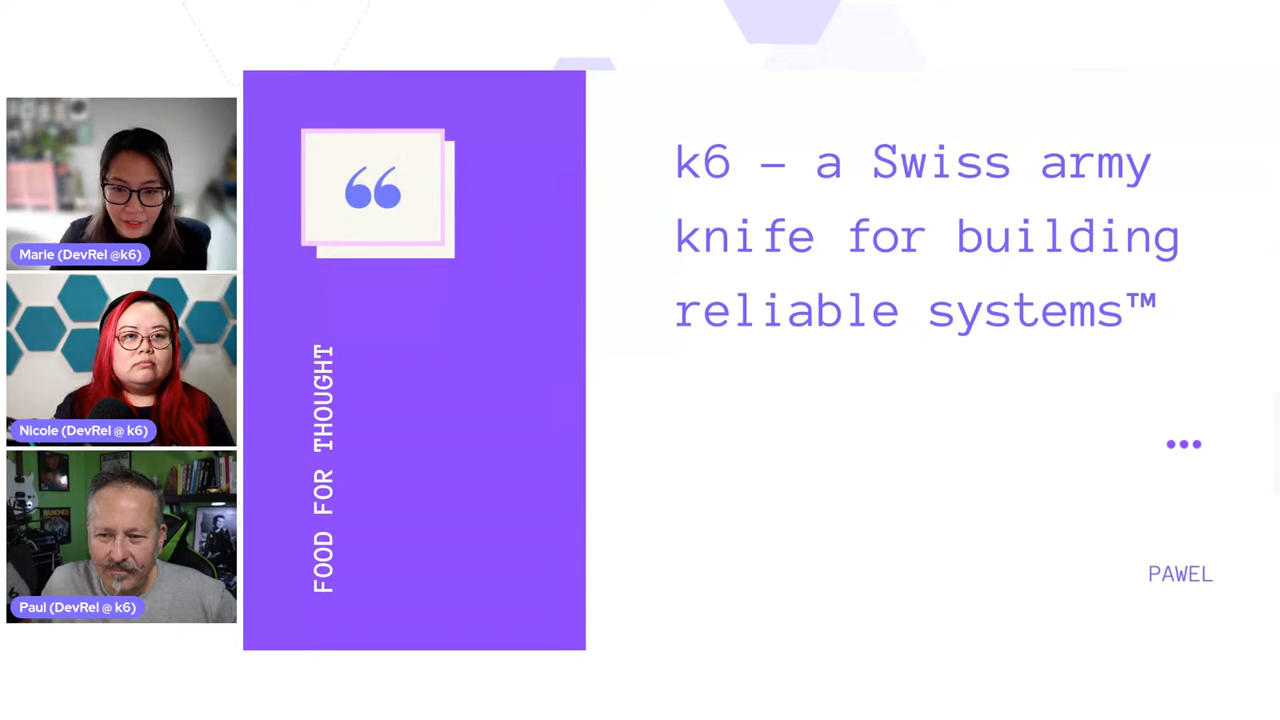 Marie (DevRel @k6)
Nicole (DevRel @ k6)
Paul (DevRel @ k6)
“
FOOD FOR THOUGHT
k6 – a Swiss army
knife for building
reliable systems™
•••
PAWEL